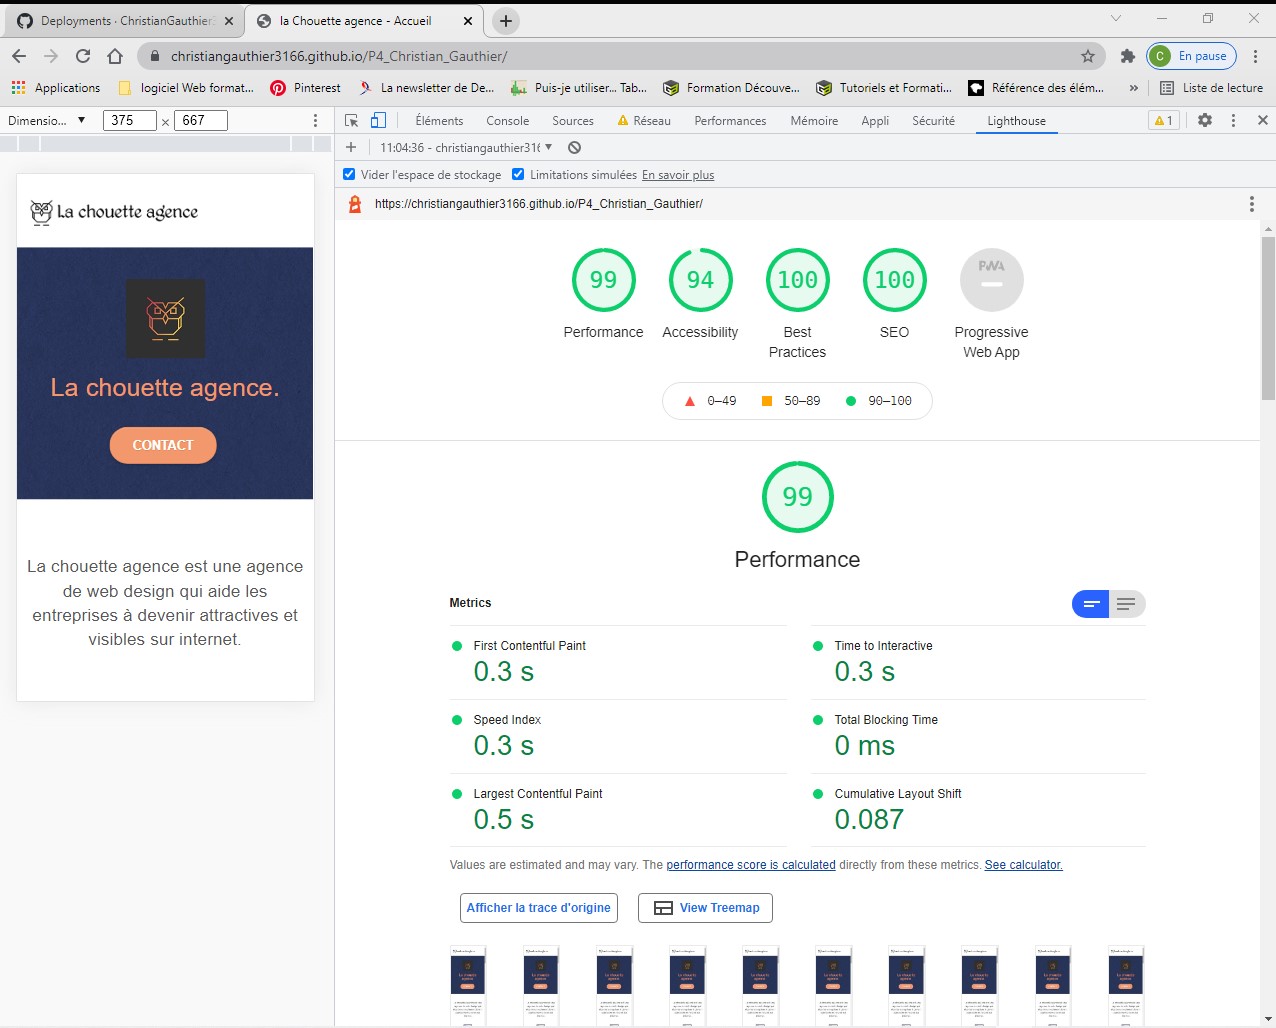 Deployments · ChristianGauthier3
la Chouette agence - Accueil
christiangauthier3166.github.io/P4_Christian_Gauthier/
C
En pause
Applications
logiciel Web format...
Pinterest
La newsletter de De...
Puis-je utiliser... Tab...
Formation Découve...
Tutoriels et Formati...
Référence des élém...
»
Liste de lecture
Dimensio...
375
×
667
Éléments
Console
Sources
Réseau
Performances
Mémoire
Appli
Sécurité
Lighthouse
1
11:04:36 - christiangauthier316
Vider l'espace de stockage
Limitations simulées
En savoir plus
https://christiangauthier3166.github.io/P4_Christian_Gauthier/
La chouette agence
La chouette agence.
CONTACT
La chouette agence est une agence
de web design qui aide les
entreprises à devenir attractives et
visibles sur internet.
99
94
100
100
PWA
Performance
Accessibility
Best
Practices
SEO
Progressive
Web App
0–49
50–89
90–100
99
Performance
Metrics
First Contentful Paint
0.3 s
Time to Interactive
0.3 s
Speed Index
0.3 s
Total Blocking Time
0 ms
Largest Contentful Paint
0.5 s
Cumulative Layout Shift
0.087
Values are estimated and may vary. The performance score is calculated directly from these metrics. See calculator.
Afficher la trace d'origine
View Treemap